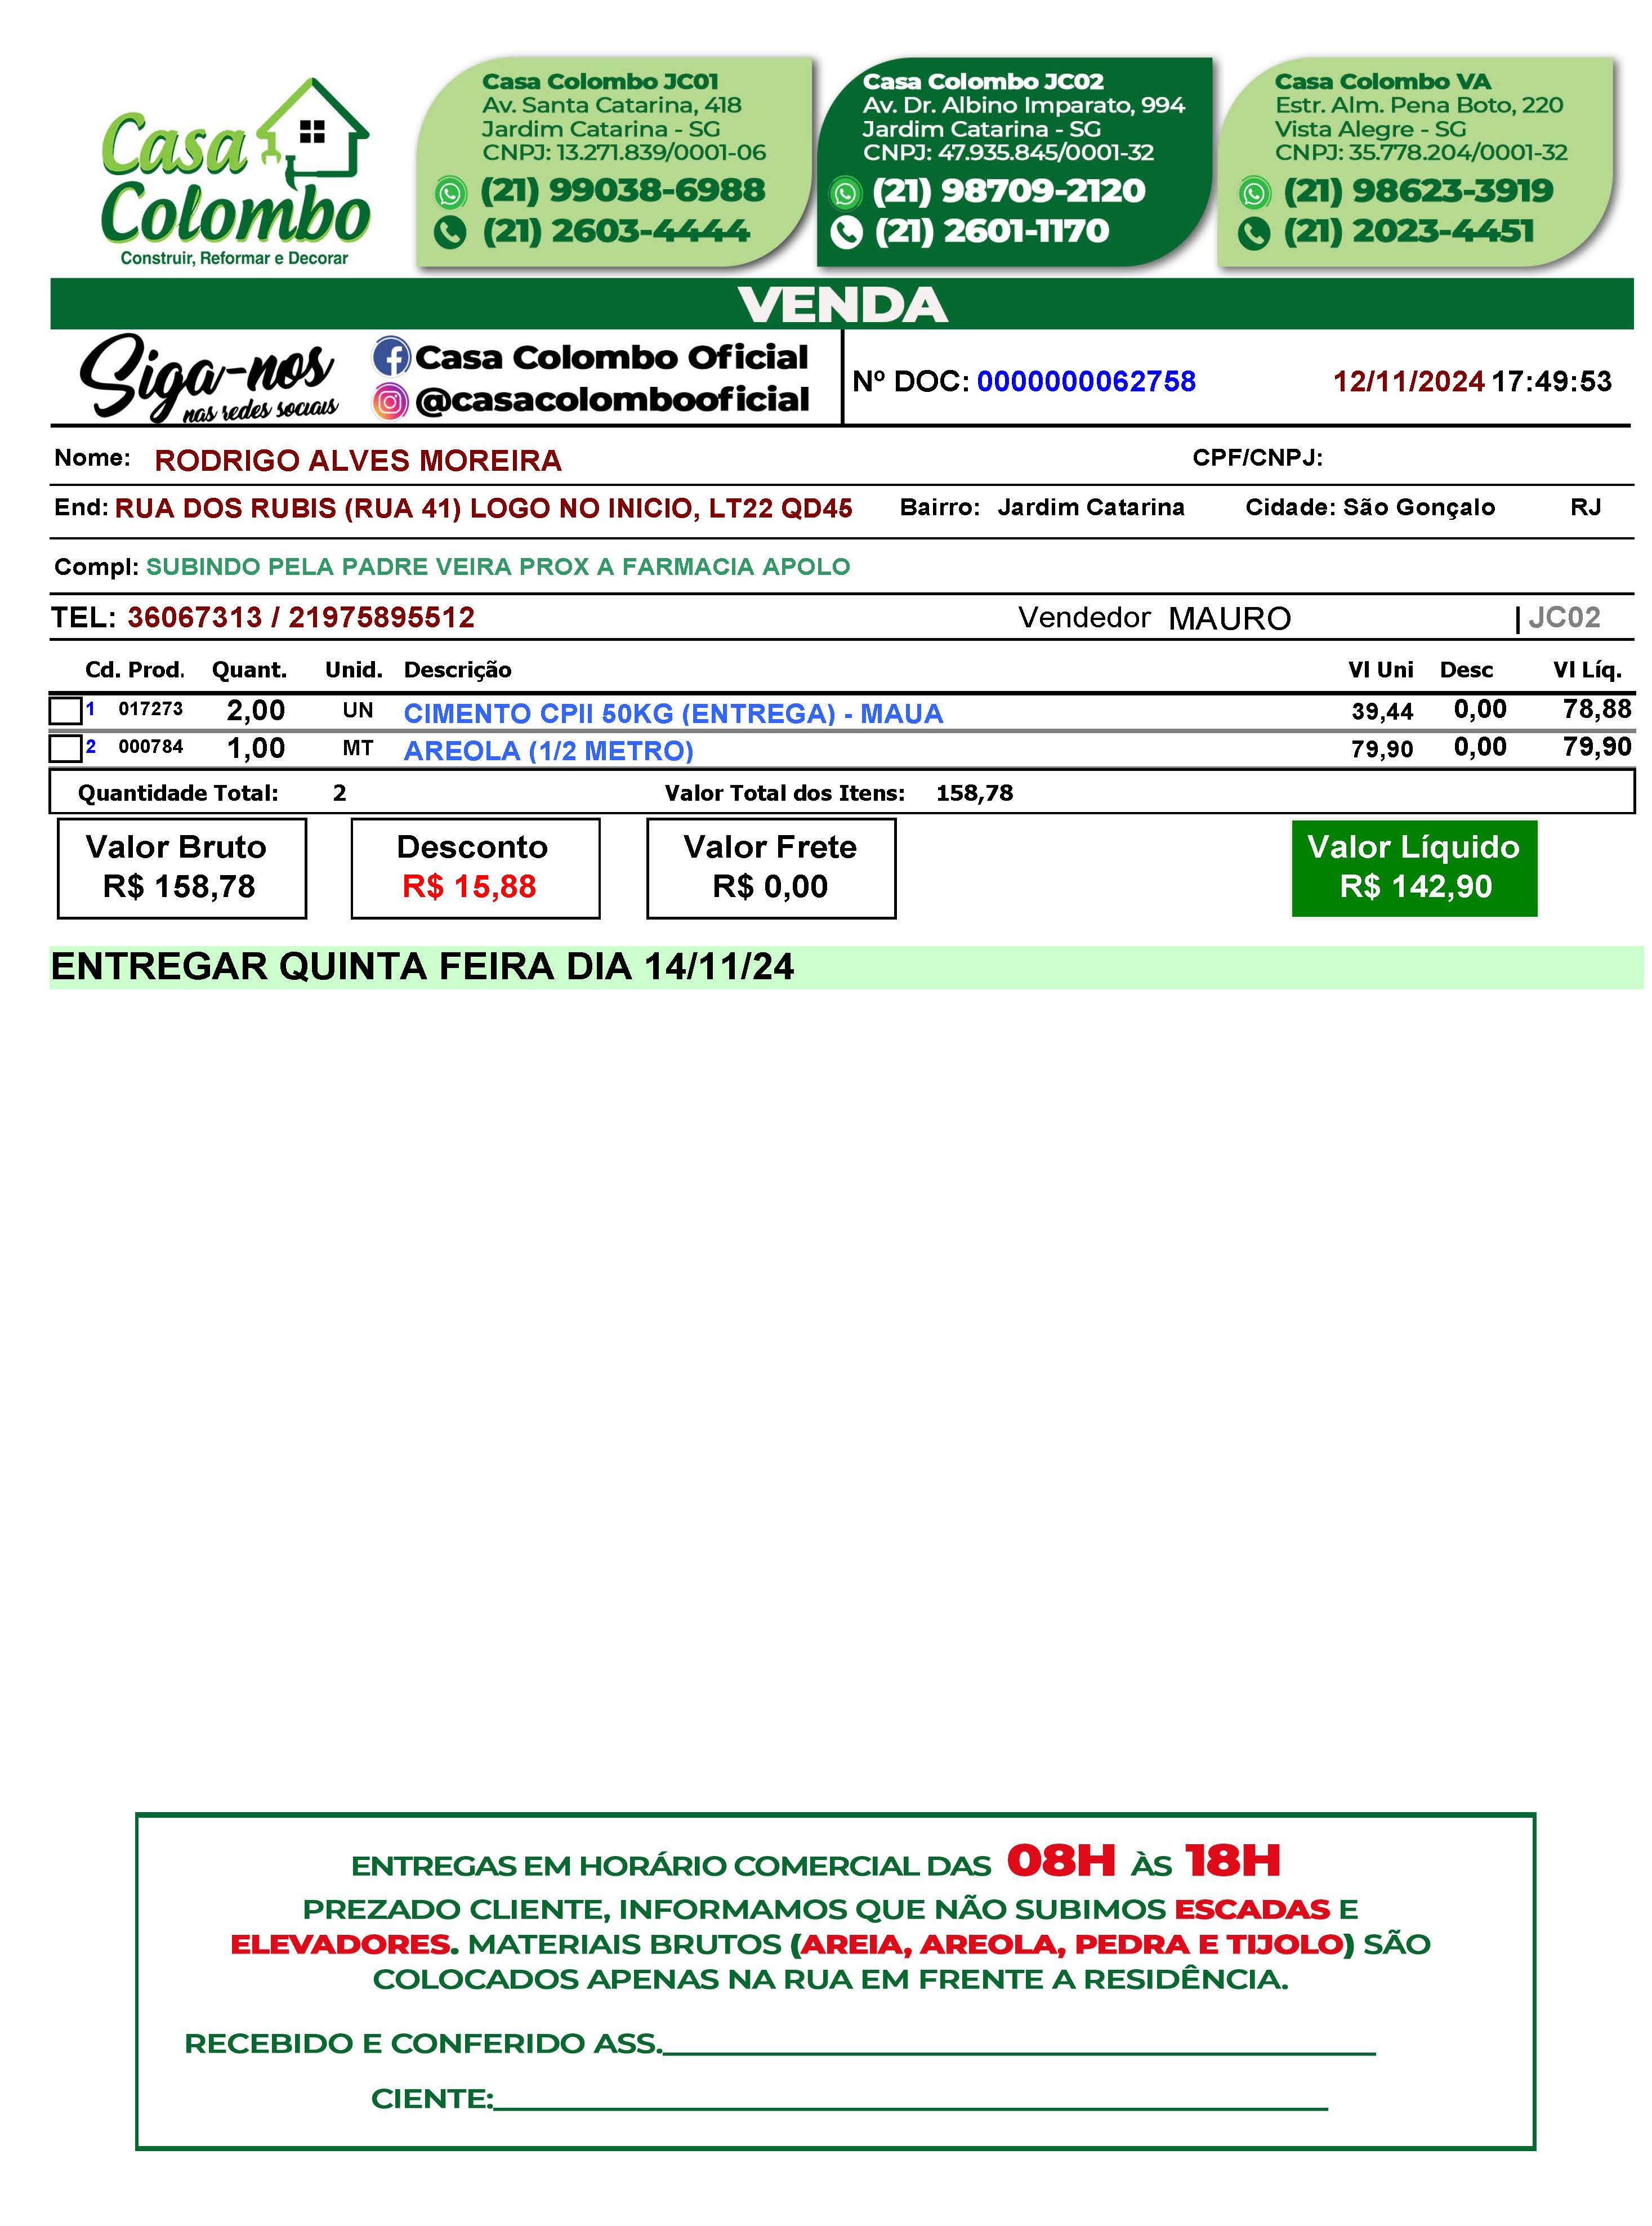 Casa
Colombo
Construir, Reformar e Decorar
Casa Colombo JC01
Av. Santa Catarina, 418
Jardim Catarina - SG
CNPJ: 13.271.839/0001-06
(21) 99038-6988
(21) 2603-4444
Casa Colombo JC02
Av. Dr. Albino Imparato, 994
Jardim Catarina - SG
CNPJ: 47.935.845/0001-32
(21) 98709-2120
(21) 2601-1170
Casa Colombo VA
Estr. Alm. Pena Boto, 220
Vista Alegre - SG
CNPJ: 35.778.204/0001-32
(21) 98623-3919
(21) 2023-4451
VENDA
Siga-nos
nas redes sociais
Casa Colombo Oficial
@casacolombooficial
Nº DOC: 0000000062758 12/11/2024 17:49:53
Nome: RODRIGO ALVES MOREIRA CPF/CNPJ:
End: RUA DOS RUBIS (RUA 41) LOGO NO INICIO, LT22 QD45 Bairro: Jardim Catarina Cidade: São Gonçalo RJ
Compl: SUBINDO PELA PADRE VEIRA PROX A FARMACIA APOLO
TEL: 36067313 / 21975895512 Vendedor MAURO | JC02
Cd. Prod. Quant. Unid. Descrição Vl Uni Desc Vl Líq.
1 017273 2,00 UN CIMENTO CPII 50KG (ENTREGA) - MAUA 39,44 0,00 78,88
2 000784 1,00 MT AREOLA (1/2 METRO) 79,90 0,00 79,90
Quantidade Total: 2 Valor Total dos Itens: 158,78
Valor Bruto Desconto Valor Frete Valor Líquido
R$ 158,78 R$ 15,88 R$ 0,00 R$ 142,90
ENTREGAR QUINTA FEIRA DIA 14/11/24
ENTREGAS EM HORÁRIO COMERCIAL DAS 08H ÀS 18H
PREZADO CLIENTE, INFORMAMOS QUE NÃO SUBIMOS ESCADAS E
ELEVADORES. MATERIAIS BRUTOS (AREIA, AREOLA, PEDRA E TIJOLO) SÃO
COLOCADOS APENAS NA RUA EM FRENTE A RESIDÊNCIA.
RECEBIDO E CONFERIDO ASS.
CIENTE: